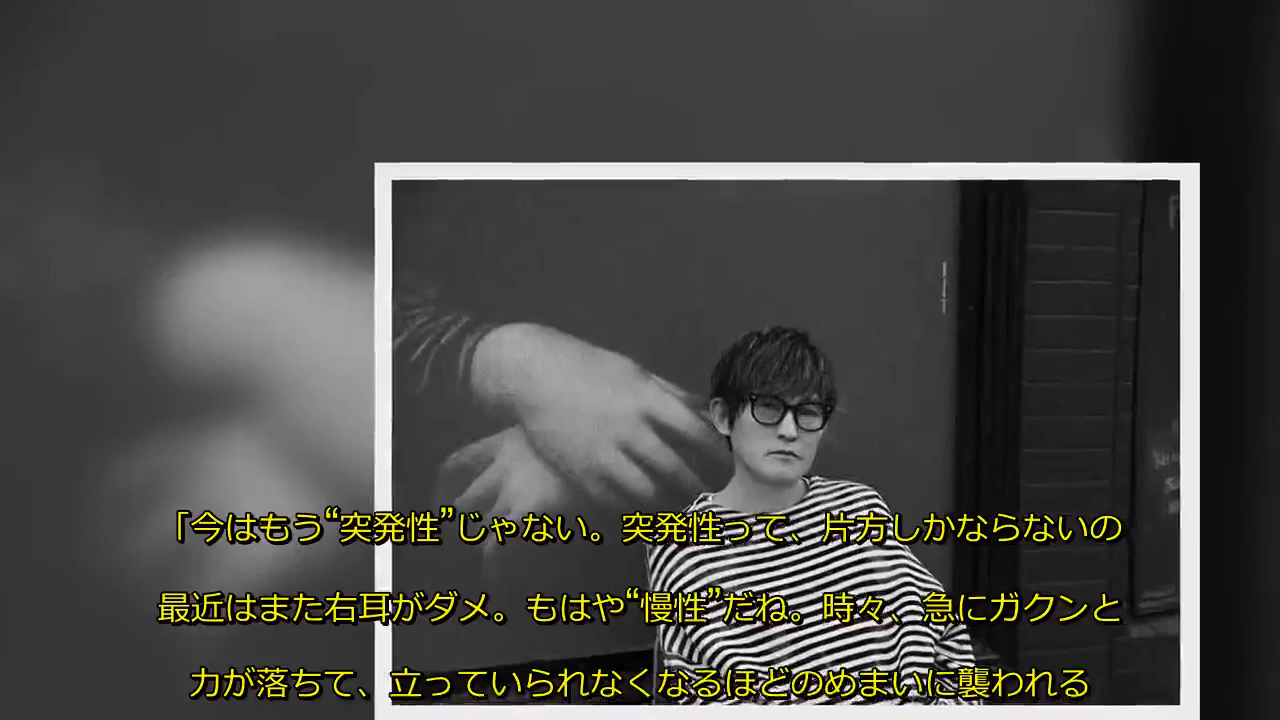 「今はもう“突発性”じゃない。突発性って、片方しかならないの
最近はまた右耳がダメ。もはや“慢性”だね。時々、急にガクンと
力が落ちて、立っていられなくなるほどのめまいに襲われる